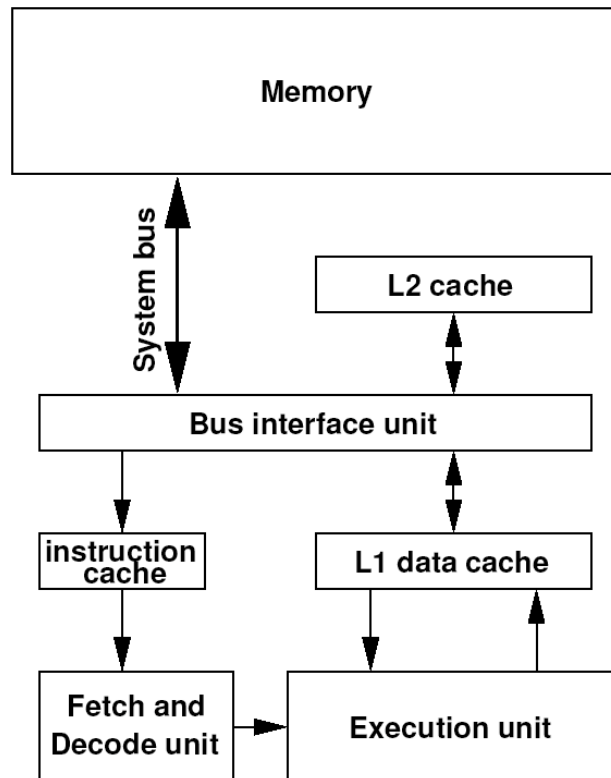 Memory
System bus
L2 cache
Bus interface unit
instruction
cache
L1 data cache
Fetch and
Decode unit
Execution unit